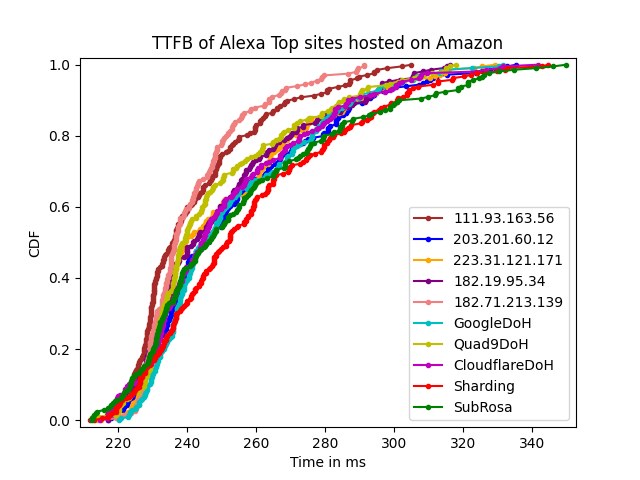 TTFB of Alexa Top sites hosted on Amazon
1.0
0.8
0.6
0.4
0.2
0.0
CDF
111.93.163.56
203.201.60.12
223.31.121.171
182.19.95.34
182.71.213.139
GoogleDoH
Quad9DoH
CloudflareDoH
Sharding
SubRosa
220 240 260 280 300 320 340
Time in ms